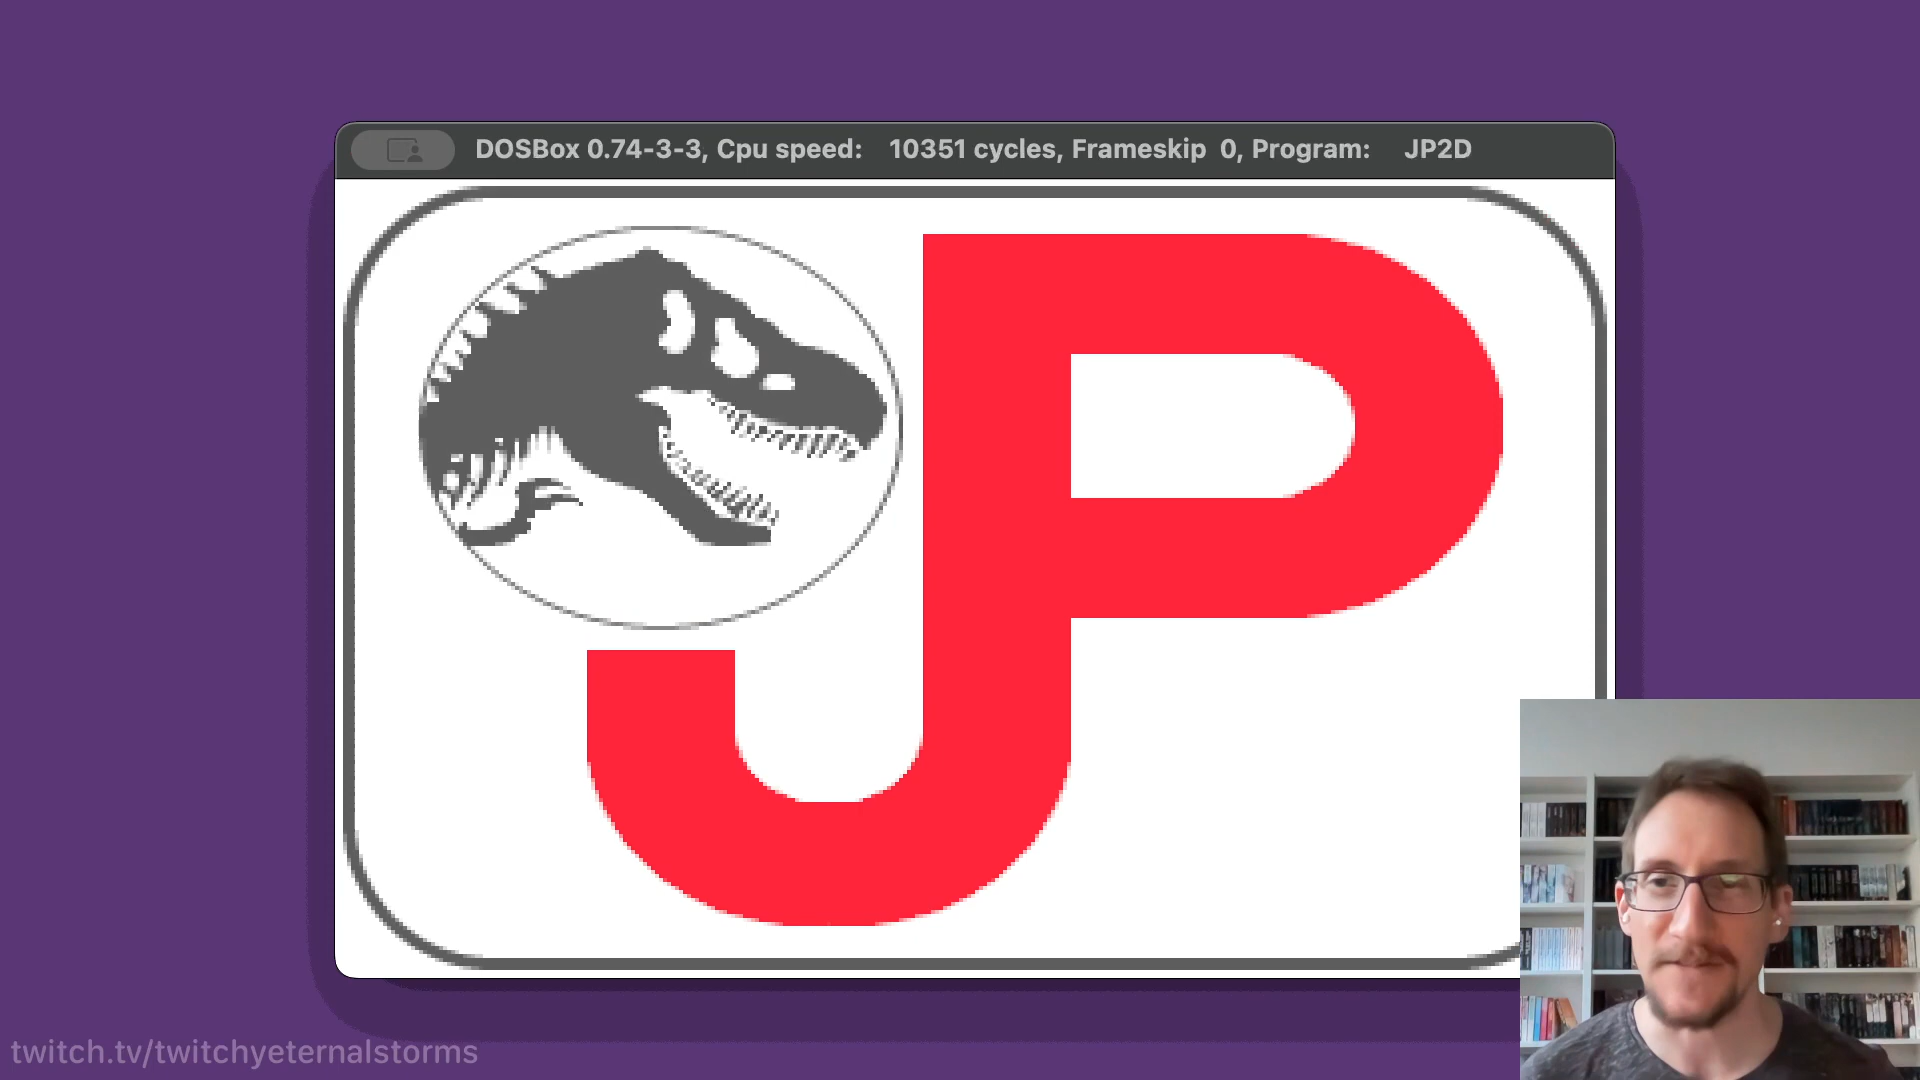 DOSBox 0.74-3-3, Cpu speed: 10351 cycles, Frameskip 0, Program: JP2D
JP
twitch.tv/twitchyeternalstorms